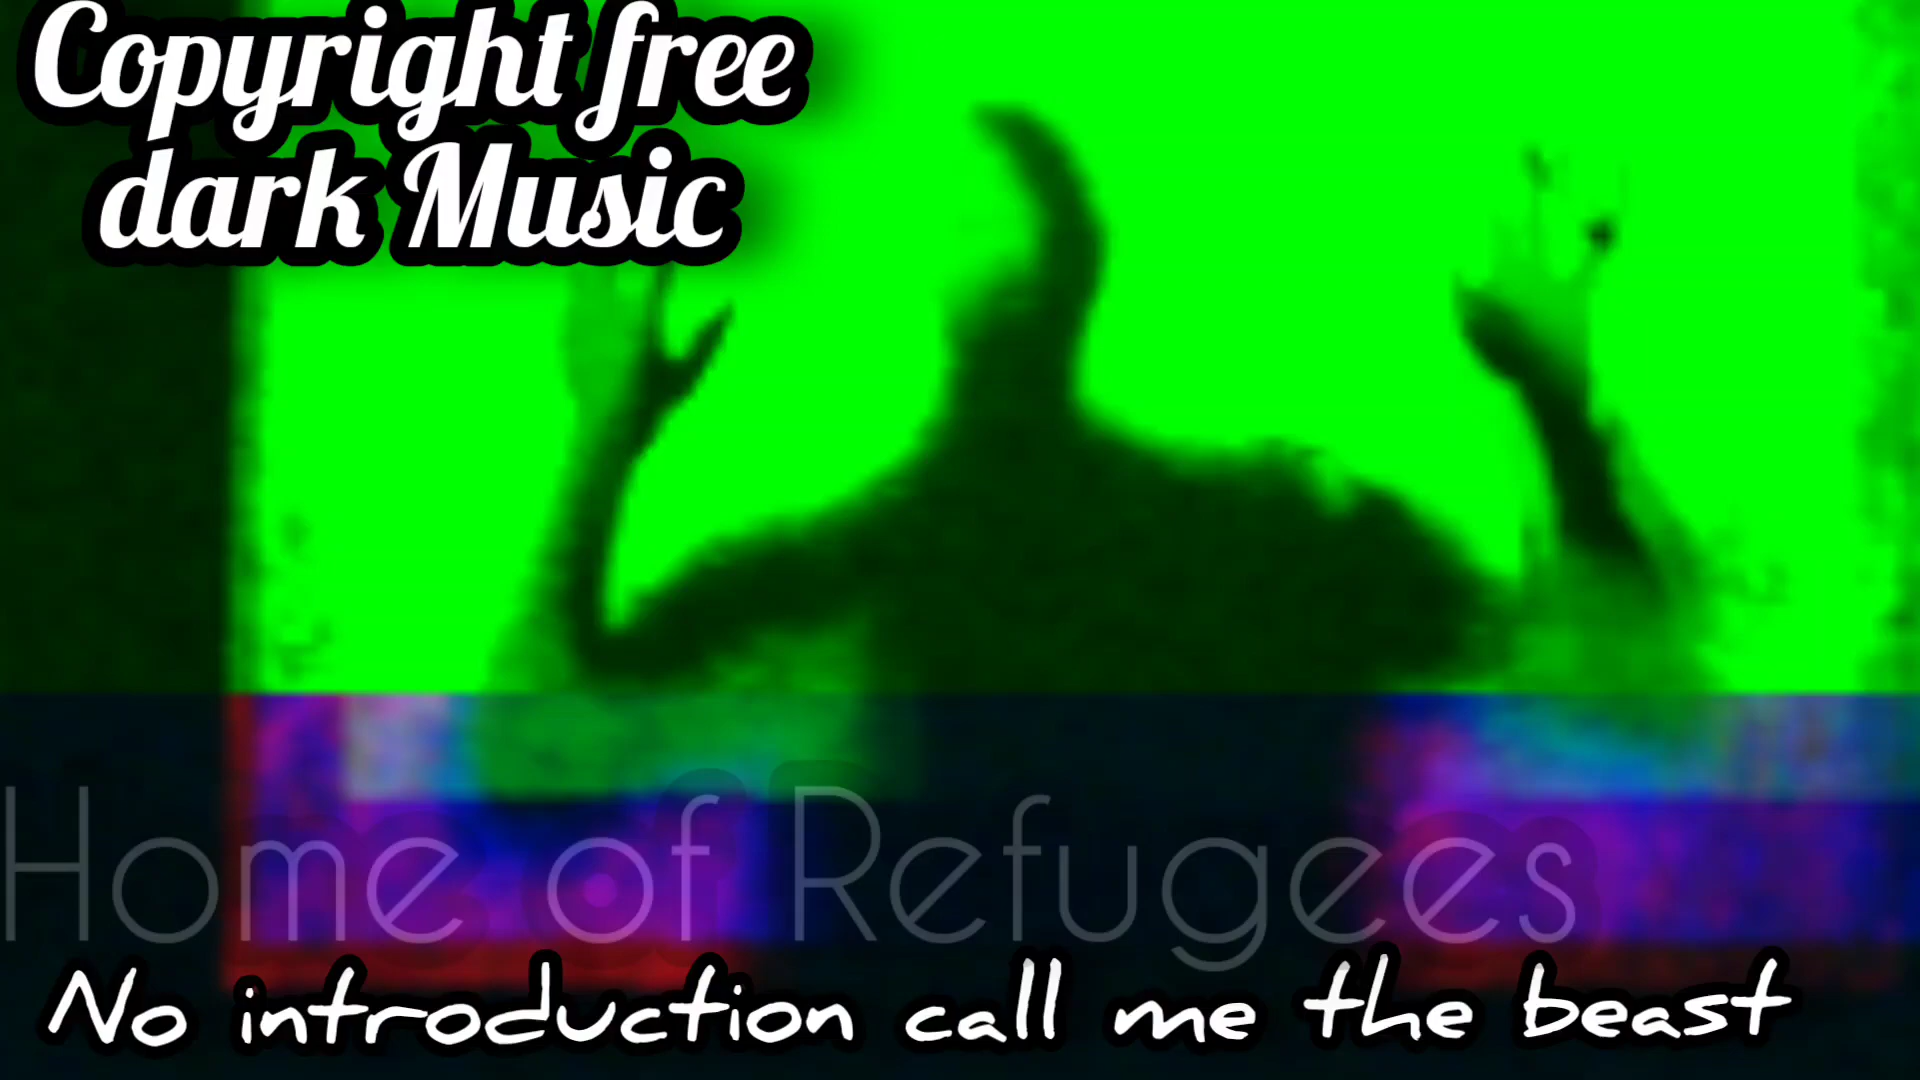 Copyright free
dark Music
Home of Refugees
No introduction call me the beast